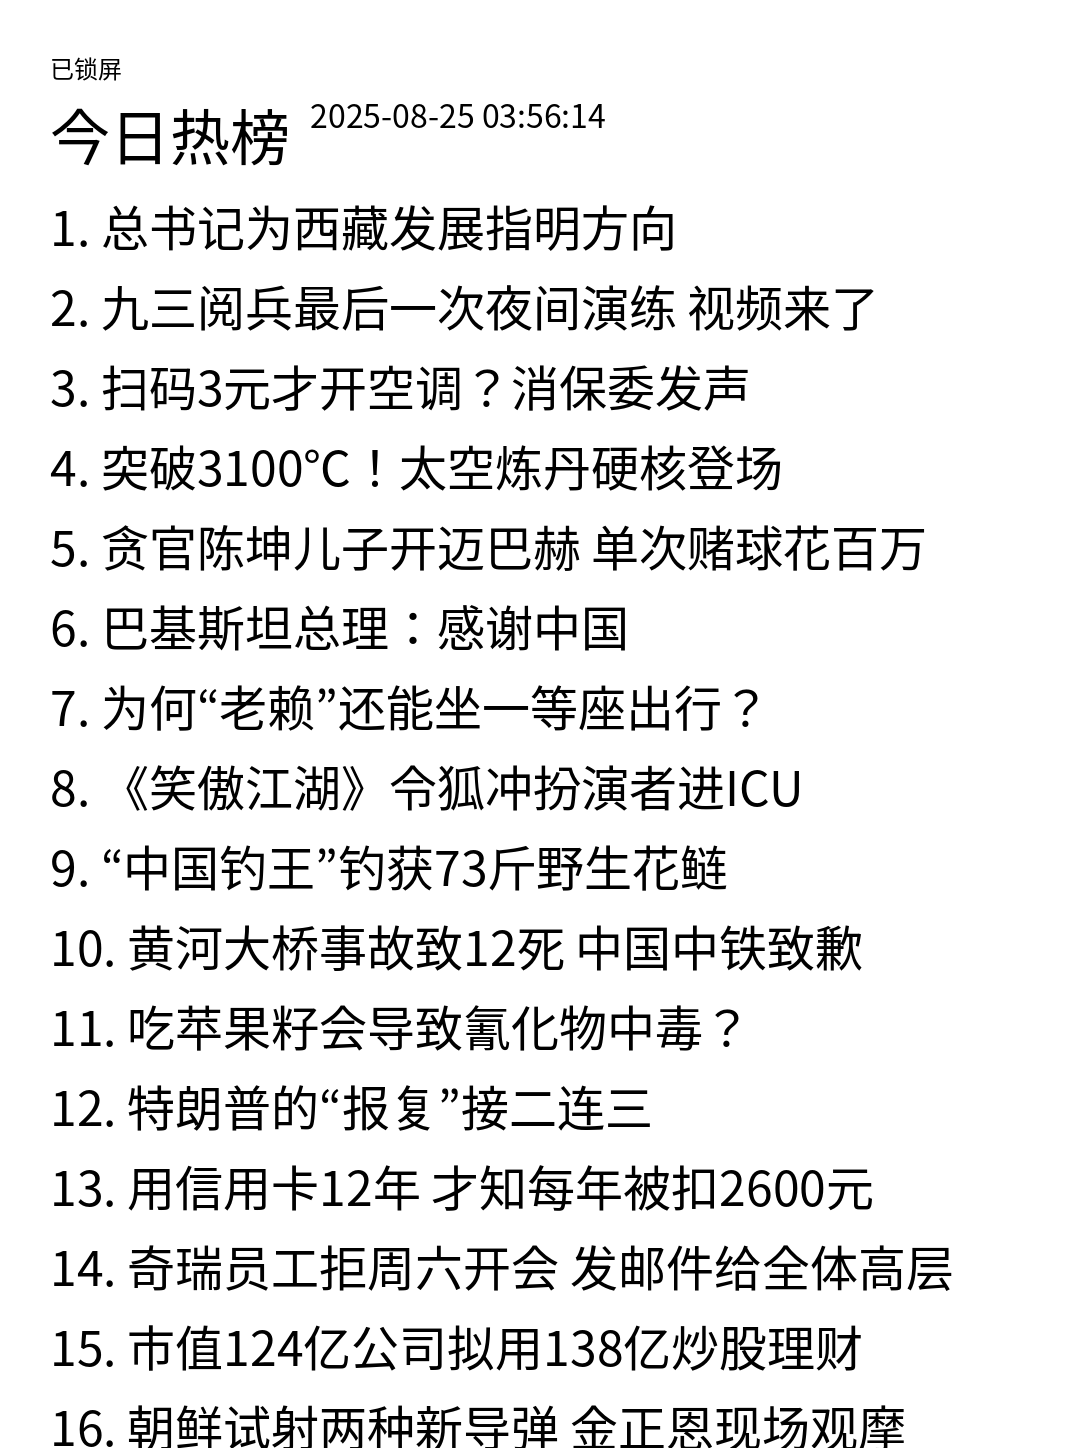 已锁屏
今日热榜 2025-08-25 03:56:14
1. 总书记为西藏发展指明方向
2. 九三阅兵最后一次夜间演练 视频来了
3. 扫码3元才开空调？消保委发声
4. 突破3100℃！太空炼丹硬核登场
5. 贪官陈坤儿子开迈巴赫 单次赌球花百万
6. 巴基斯坦总理：感谢中国
7. 为何“老赖”还能坐一等座出行？
8. 《笑傲江湖》令狐冲扮演者进ICU
9. “中国钓王”钓获73斤野生花鲢
10. 黄河大桥事故致12死 中国中铁致歉
11. 吃苹果籽会导致氰化物中毒？
12. 特朗普的“报复”接二连三
13. 用信用卡12年 才知每年被扣2600元
14. 奇瑞员工拒周六开会 发邮件给全体高层
15. 市值124亿公司拟用138亿炒股理财
16. 朝鲜试射两种新导弹 金正恩现场观摩